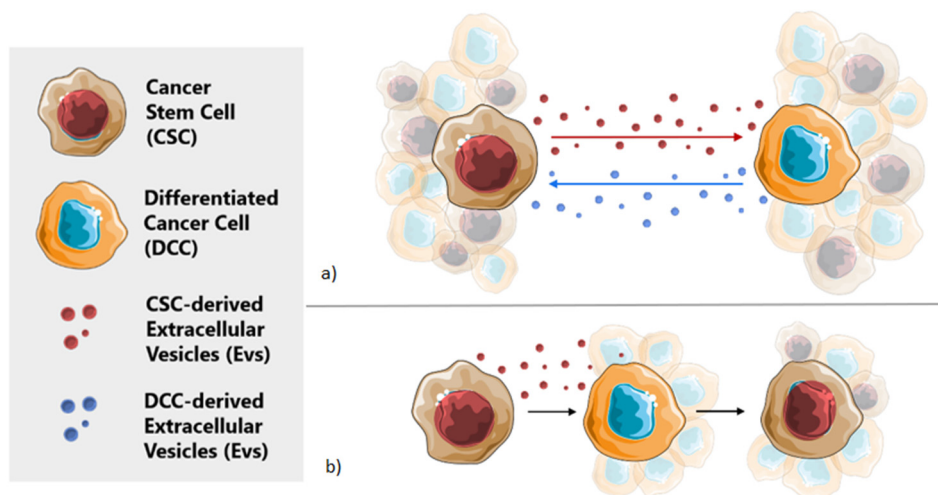 Cancer
Stem Cell
(CSC)
Differentiated
Cancer Cell
(DCC)
CSC-derived
Extracellular
Vesicles (Evs)
DCC-derived
Extracellular
Vesicles (Evs)
a)
b)